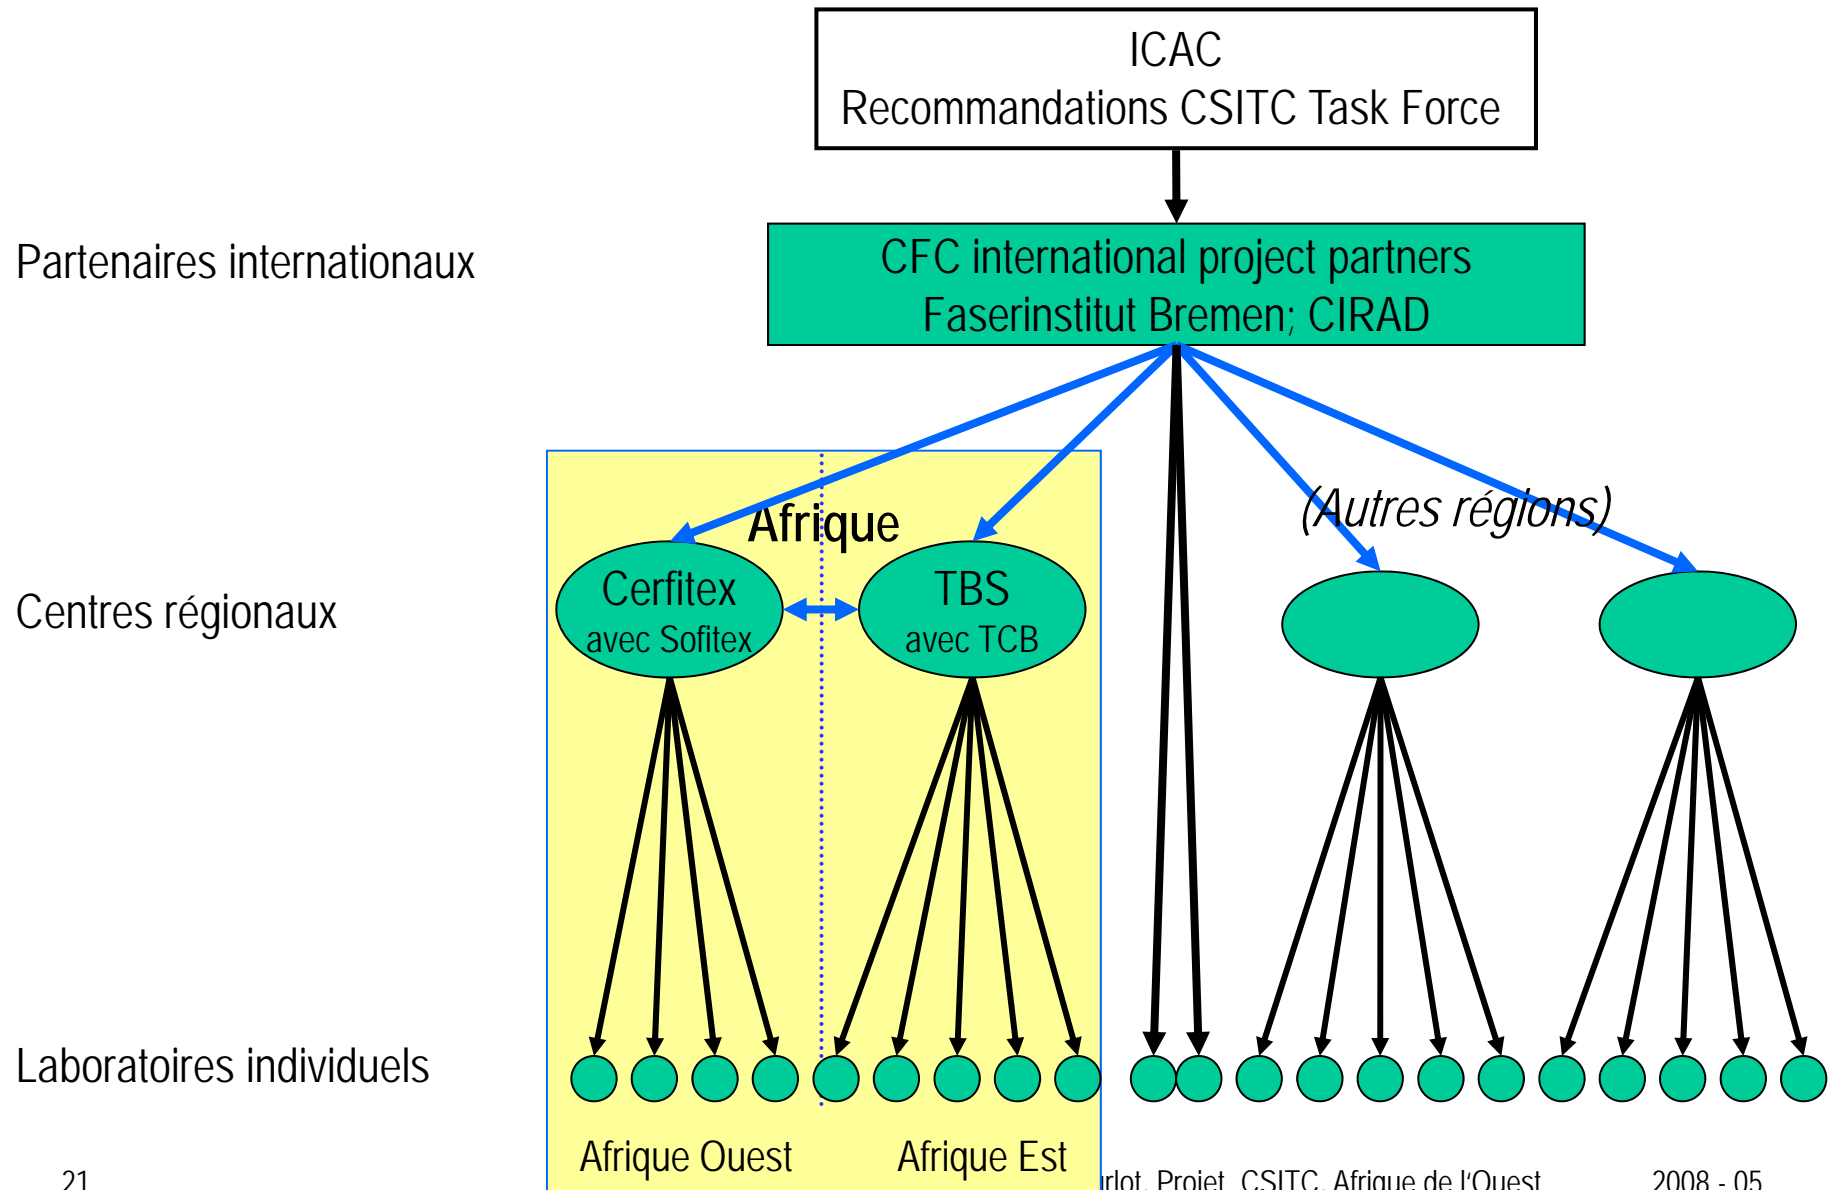 ICAC
Recommandations CSITC Task Force
Partenaires internationaux
CFC international project partners
Faserinstitut Bremen; CIRAD
Afrique
(Autres régions)
Centres régionaux
Cerfitex
avec Sofitex
TBS
avec TCB
Laboratoires individuels
Afrique Ouest
Afrique Est
21
Projet CSITC, Afrique de l'Ouest
2008 - 05